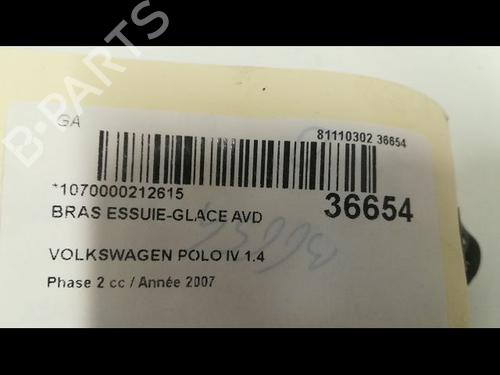 B-PARTS
GA
81110302 36654
*1070000212615
36654
BRAS ESSUIE-GLACE AVD
36654
VOLKSWAGEN POLO IV 1.4
Phase 2 cc / Année 2007